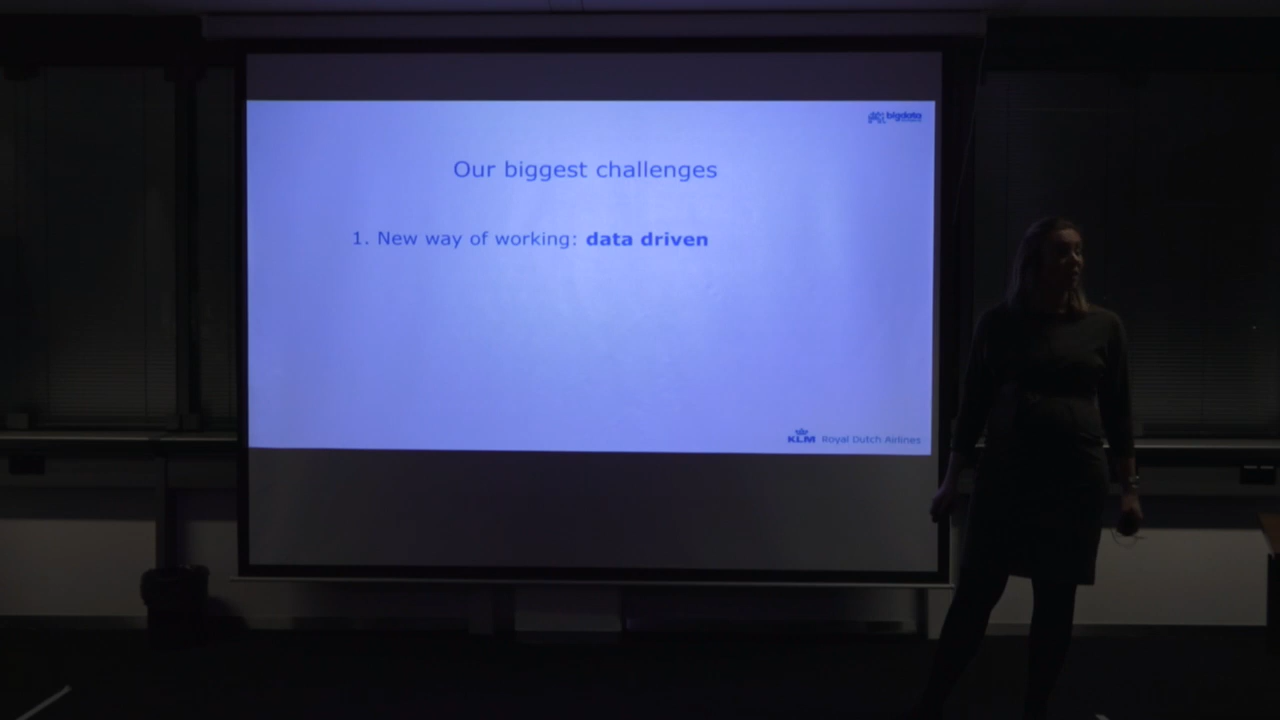 bigdata
Our biggest challenges
1. New way of working: data driven
KLM Royal Dutch Airlines